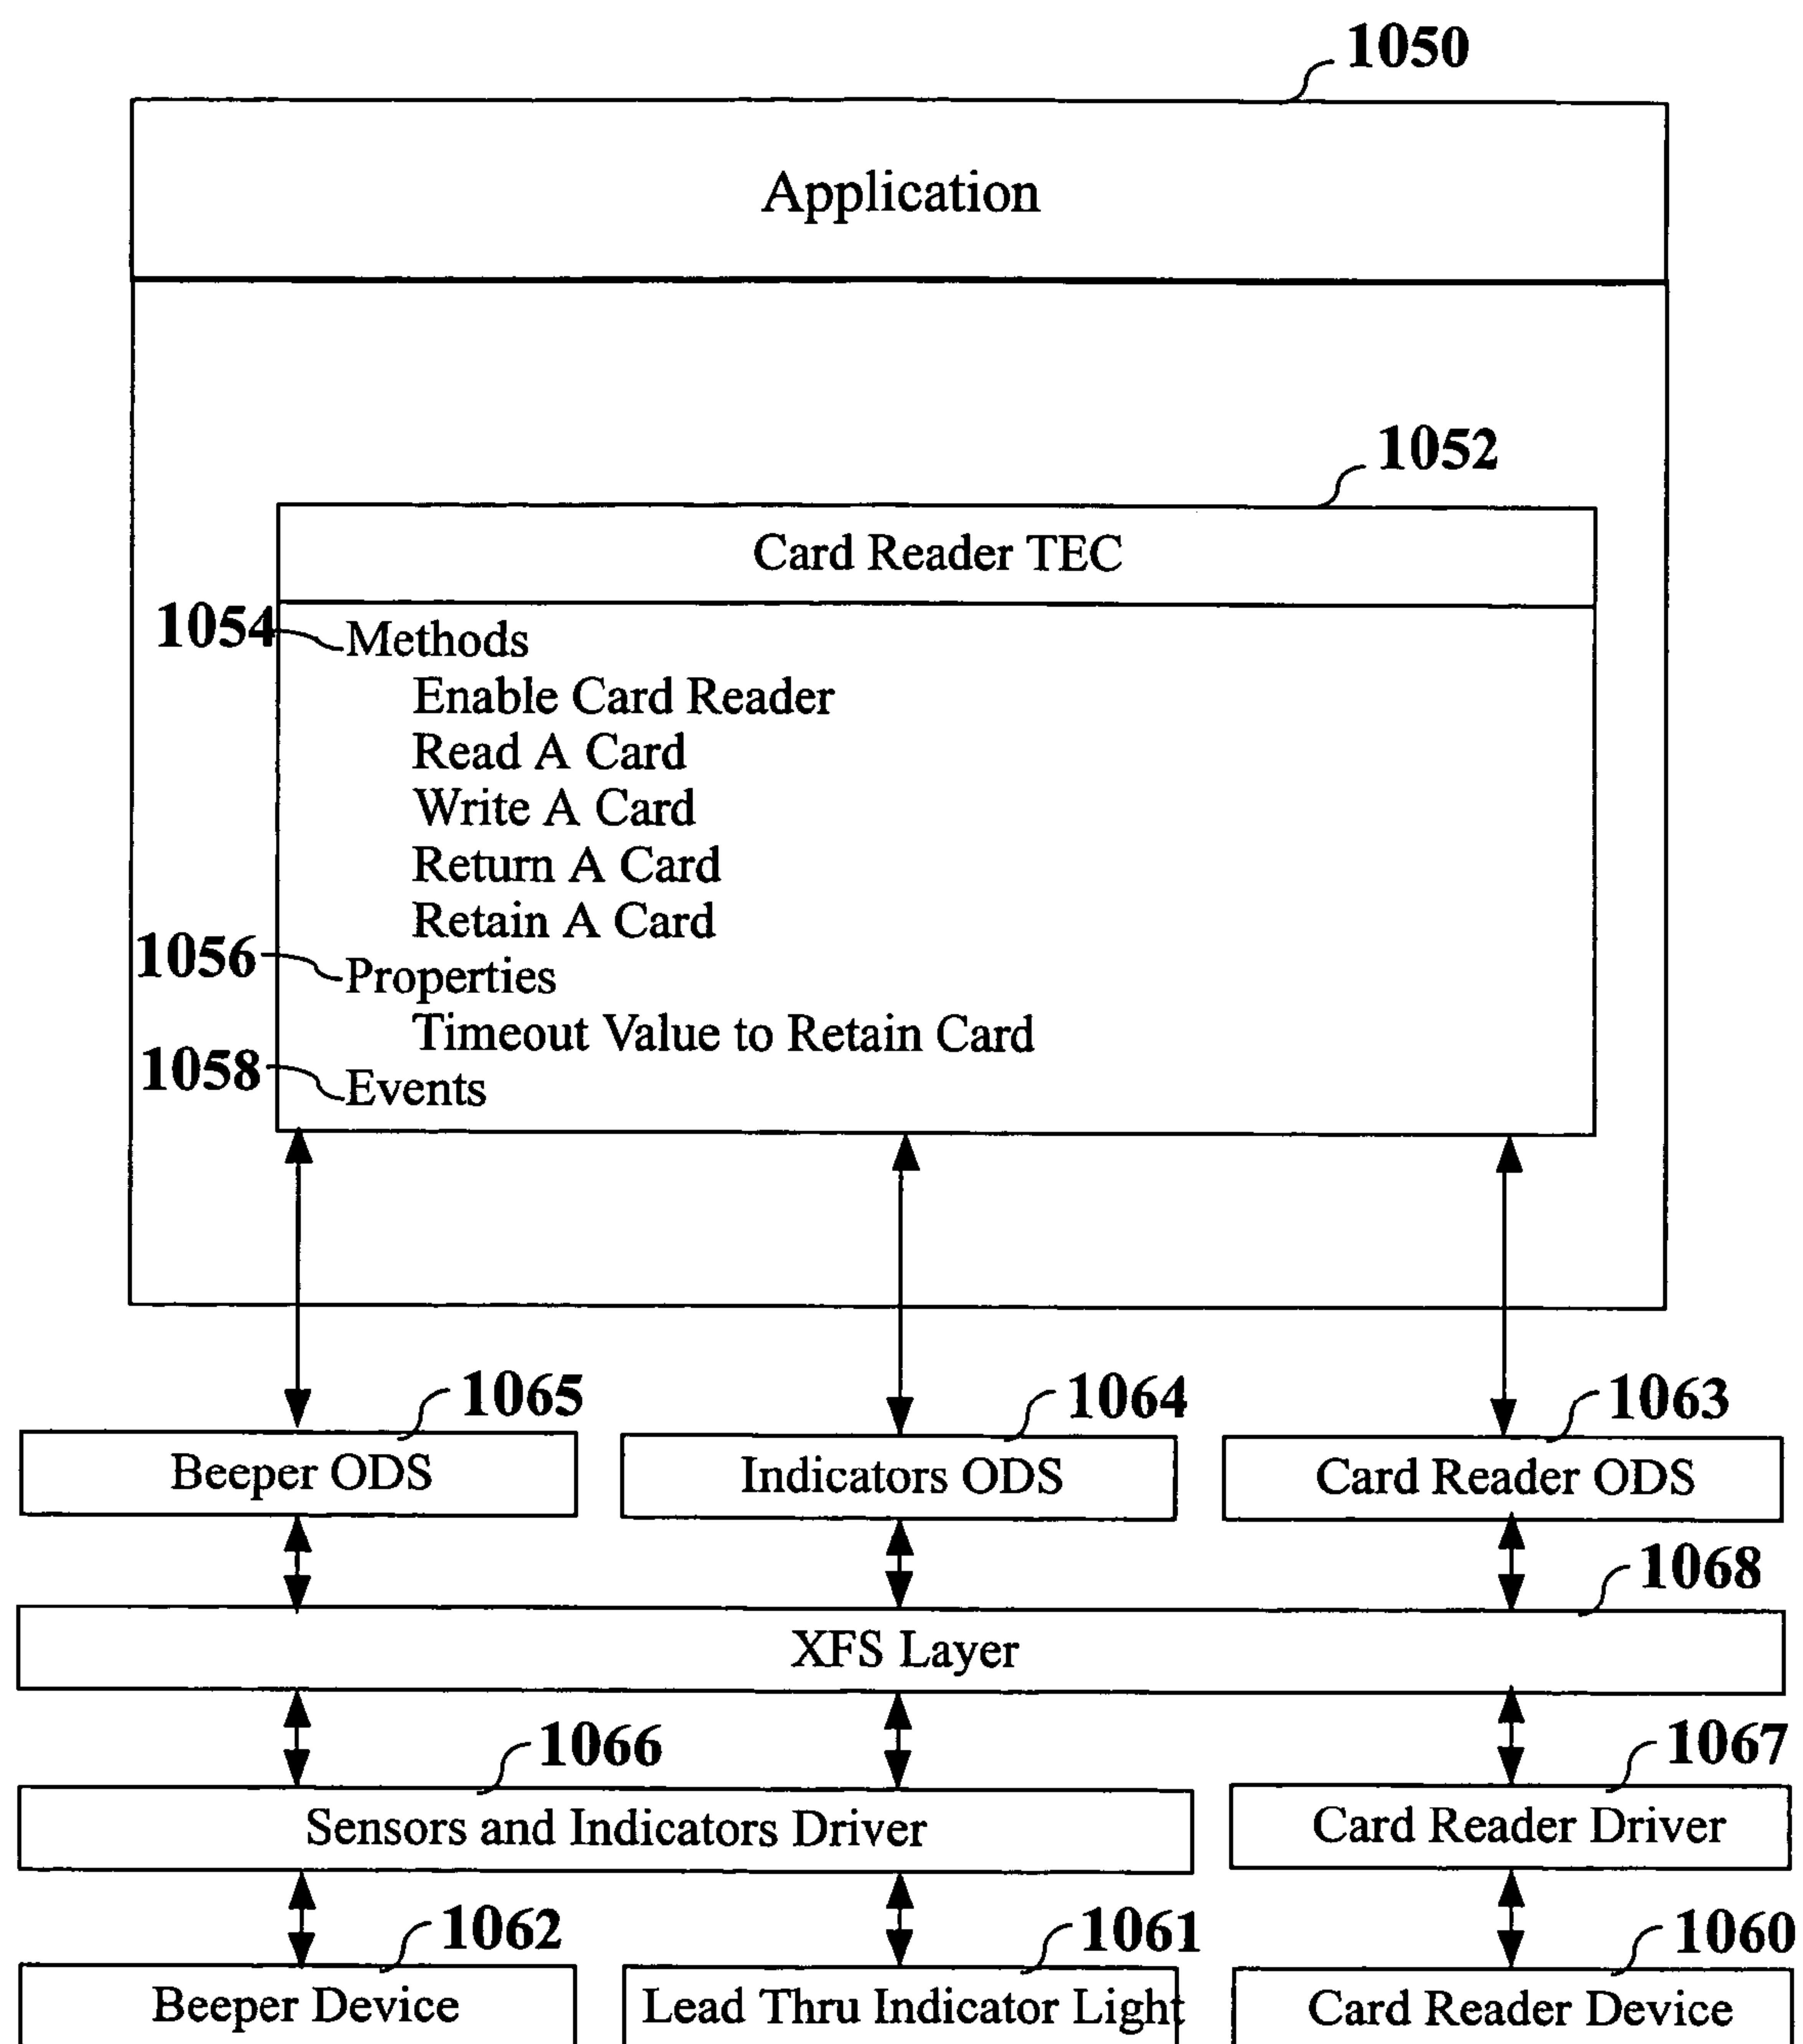 1050
Application
1052
Card Reader TEC
1054 Methods
Enable Card Reader
Read A Card
Write A Card
Return A Card
Retain A Card
1056 Properties
Timeout Value to Retain Card
1058 Events
1065 1064 1063
Beeper ODS Indicators ODS Card Reader ODS
1068
XFS Layer
1066 1067
Sensors and Indicators Driver Card Reader Driver
1062 1061 1060
Beeper Device Lead Thru Indicator Light Card Reader Device